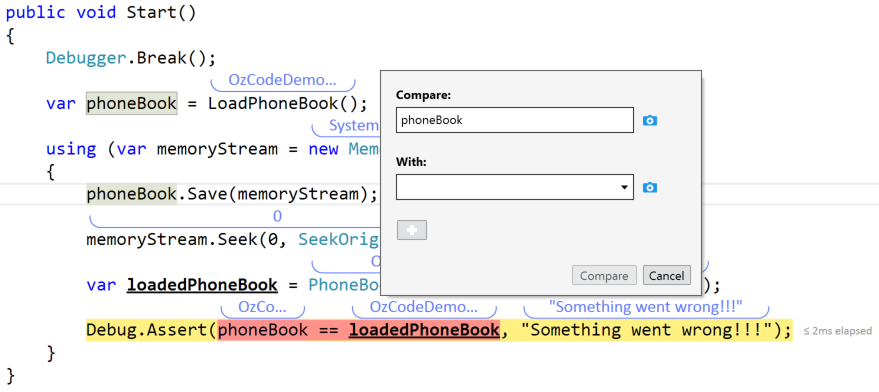 public void Start()
{
Debugger.Break();
OzCodeDemo...
var phoneBook = LoadPhoneBook();
System
using (var memoryStream = new Mem
{
phoneBook.Save(memoryStream);
0
memoryStream.Seek(0, SeekOrig
O
var loadedPhoneBook = PhoneBo );
OzCo... OzCodeDemo... "Something went wrong!!!"
Debug.Assert(phoneBook == loadedPhoneBook, "Something went wrong!!!"); ≤ 2ms elapsed
}
}
Compare:
phoneBook
With:
Compare Cancel